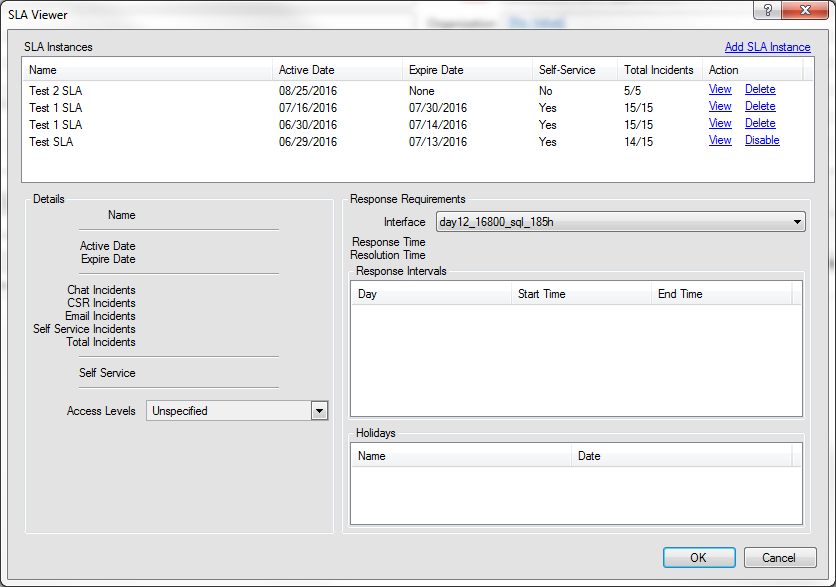 SLA Viewer
?
SLA Instances
Add SLA Instance
Name Active Date Expire Date Self-Service Total Incidents Action
Test 2 SLA 08/25/2016 None No 5/5 View Delete
Test 1 SLA 07/16/2016 07/30/2016 Yes 15/15 View Delete
Test 1 SLA 06/30/2016 07/14/2016 Yes 15/15 View Delete
Test SLA 06/29/2016 07/13/2016 Yes 14/15 View Disable
Details
Name
Active Date
Expire Date
Chat Incidents
CSR Incidents
Email Incidents
Self Service Incidents
Total Incidents
Self Service
Access Levels Unspecified
Response Requirements
Interface day12_16800_sql_185h
Response Time
Resolution Time
Response Intervals
Day Start Time End Time
Holidays
Name Date
OK Cancel